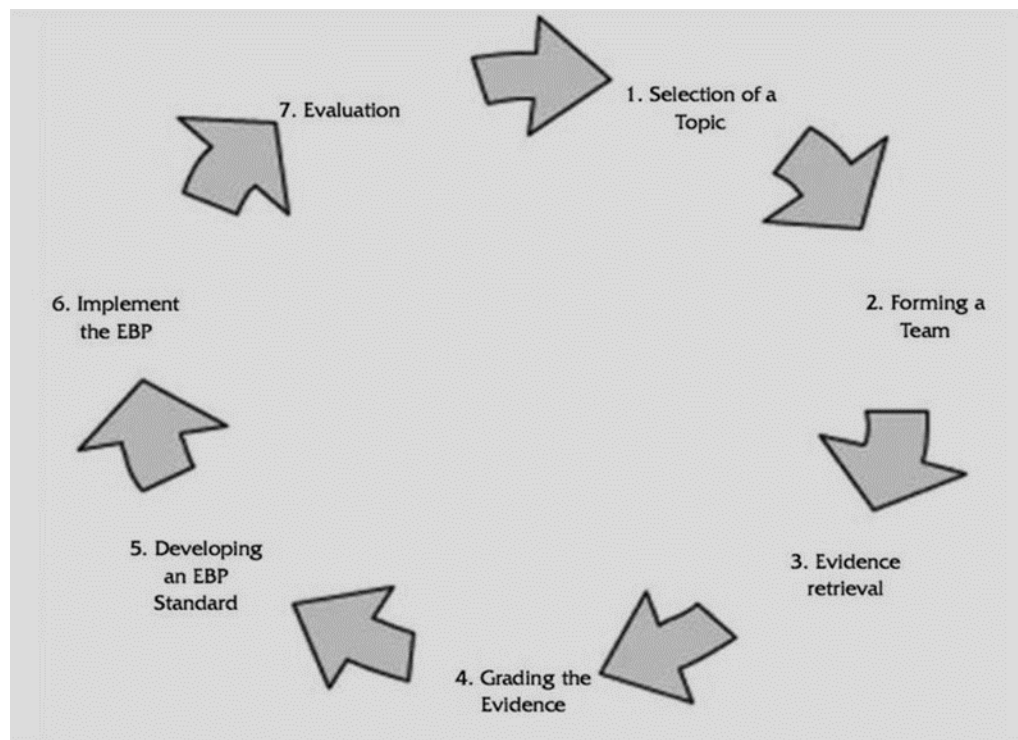 1. Selection of a
Topic
2. Forming a
Team
3. Evidence
retrieval
4. Grading the
Evidence
5. Developing
an EBP
Standard
6. Implement
the EBP
7. Evaluation